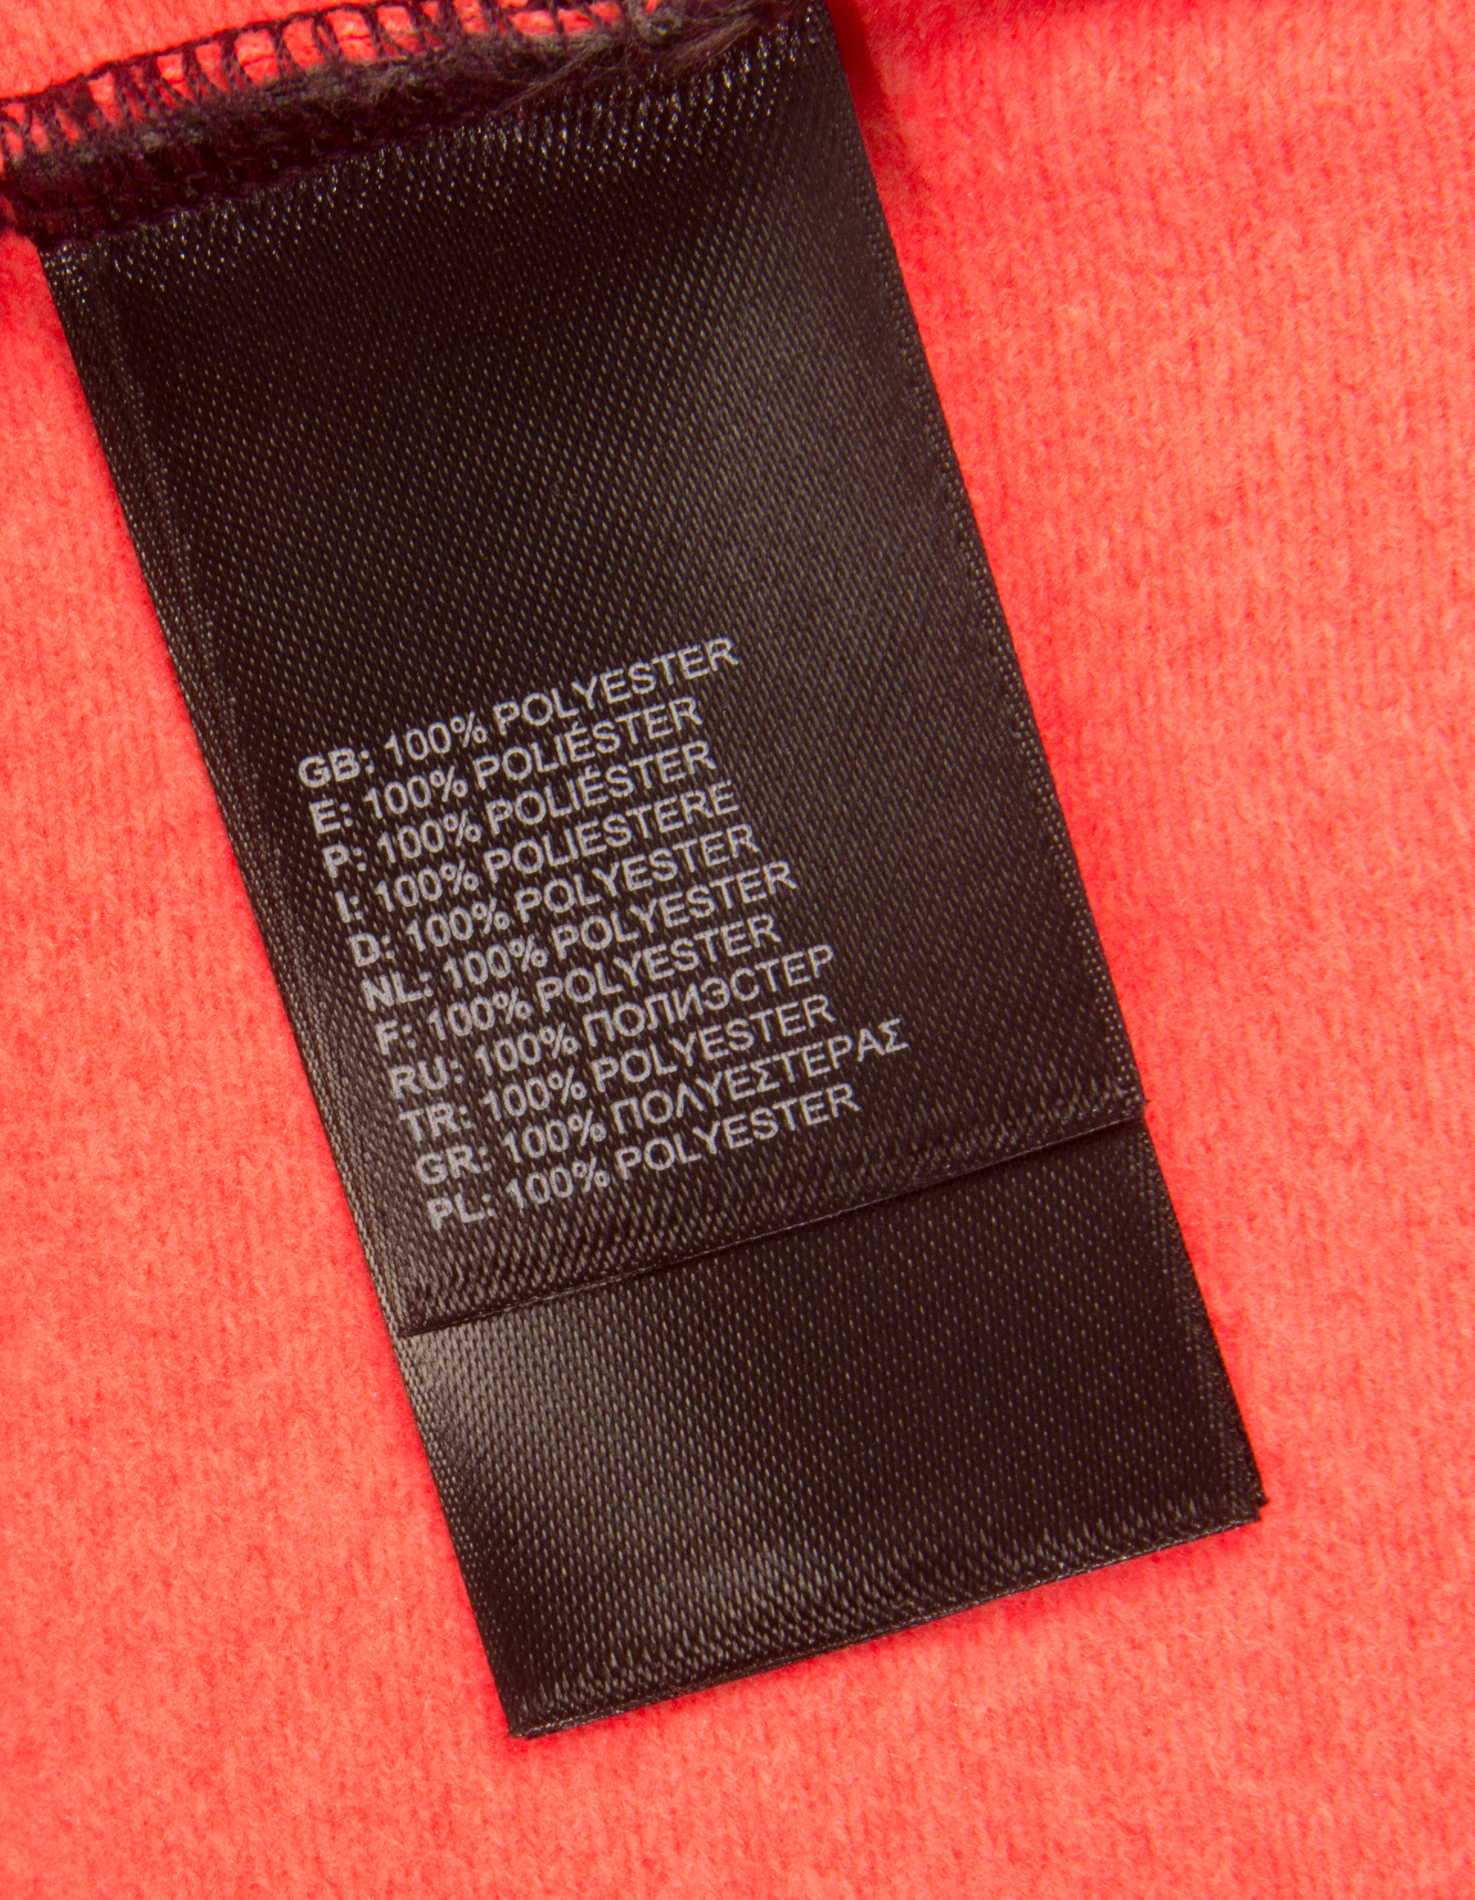 GB: 100% POLYESTER
E: 100% POLIÉSTER
P: 100% POLIÉSTER
I: 100% POLIESTERE
D: 100% POLYESTER
NL: 100% POLYESTER
F: 100% POLYESTER
RU: 100% ПОЛИЭСТЕР
TR: 100% POLYESTER
GR: 100% ΠΟΛΥΕΣΤΕΡΑΣ
PL: 100% POLYESTER